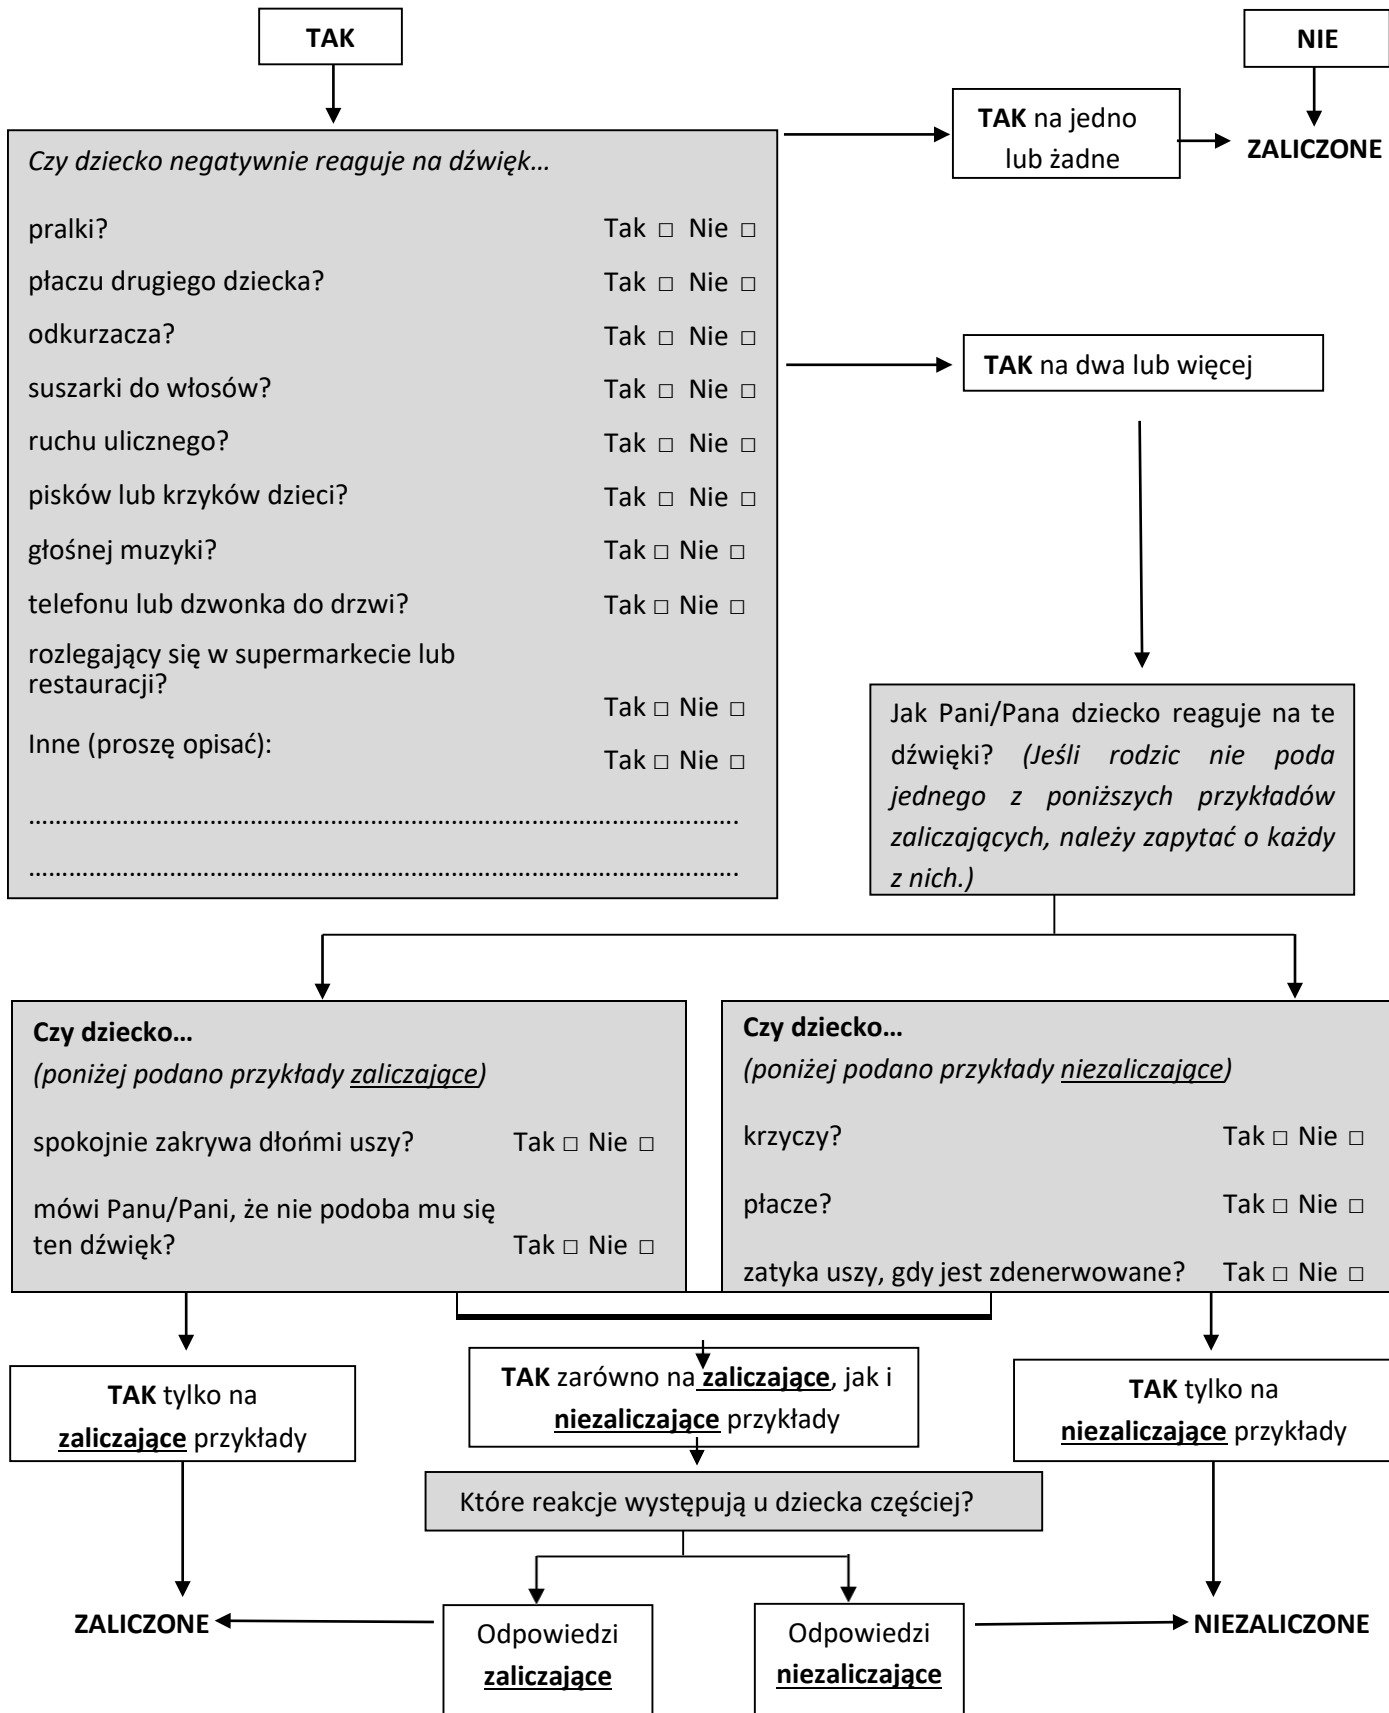 TAK
NIE
TAK na jedno
lub żadne
ZALICZONE
Czy dziecko negatywnie reaguje na dźwięk…
pralki? Tak □ Nie □
płaczu drugiego dziecka? Tak □ Nie □
odkurzacza? Tak □ Nie □
suszarki do włosów? Tak □ Nie □
ruchu ulicznego? Tak □ Nie □
pisków lub krzyków dzieci? Tak □ Nie □
głośnej muzyki? Tak □ Nie □
telefonu lub dzwonka do drzwi? Tak □ Nie □
rozlegający się w supermarkecie lub
restauracji?
Tak □ Nie □
Inne (proszę opisać): Tak □ Nie □
………………………………………………………………………………………….
………………………………………………………………………………………….
TAK na dwa lub więcej
Jak Pani/Pana dziecko reaguje na te
dźwięki? (Jeśli rodzic nie poda
jednego z poniższych przykładów
zaliczających, należy zapytać o każdy
z nich.)
Czy dziecko…
(poniżej podano przykłady zaliczające)
spokojnie zakrywa dłońmi uszy? Tak □ Nie □
mówi Panu/Pani, że nie podoba mu się
ten dźwięk? Tak □ Nie □
Czy dziecko…
(poniżej podano przykłady niezaliczające)
krzyczy? Tak □ Nie □
płacze? Tak □ Nie □
zatyka uszy, gdy jest zdenerwowane? Tak □ Nie □
TAK tylko na
zaliczające przykłady
TAK zarówno na zaliczające, jak i
niezaliczające przykłady
TAK tylko na
niezaliczające przykłady
Które reakcje występują u dziecka częściej?
ZALICZONE
Odpowiedzi
zaliczające
Odpowiedzi
niezaliczające
NIEZALICZONE